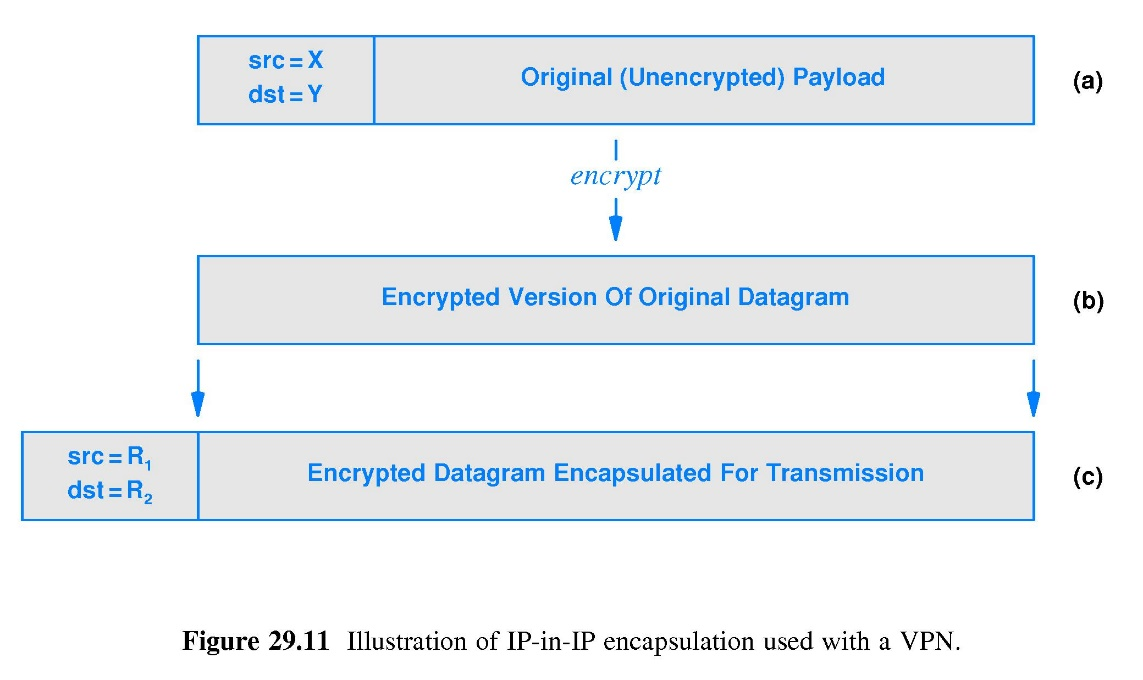 src = X
dst = Y
Original (Unencrypted) Payload
(a)
encrypt
Encrypted Version Of Original Datagram
(b)
src = R1
dst = R2
Encrypted Datagram Encapsulated For Transmission
(c)
Figure 29.11 Illustration of IP-in-IP encapsulation used with a VPN.